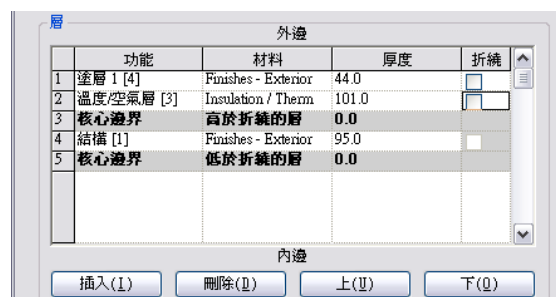 層
外邊
功能 材料 厚度 折繞
1 塗層 1 [4] Finishes - Exterior 44.0
2 溫度/空氣層 [3] Insulation / Therm 101.0
3 核心邊界 高於折繞的層 0.0
4 結構 [1] Finishes - Exterior 95.0
5 核心邊界 低於折繞的層 0.0
內邊
插入(I) 刪除(D) 上(U) 下(O)